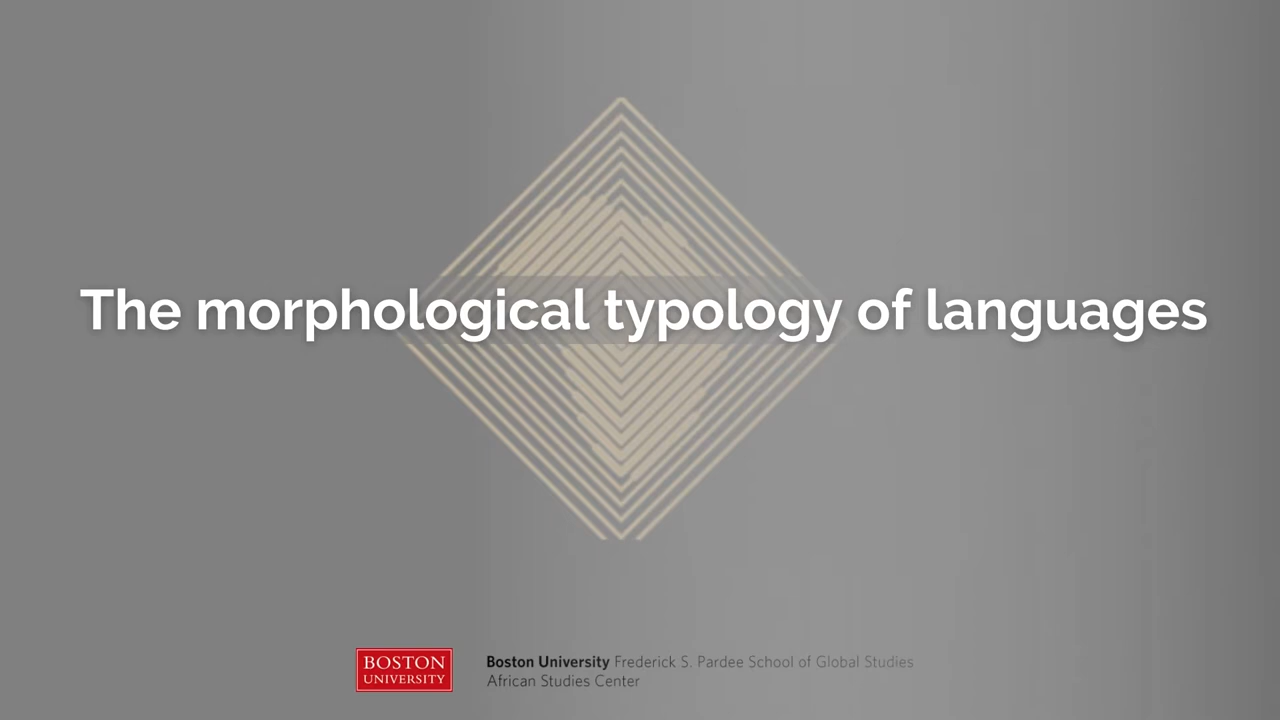 The morphological typology of languages
BOSTON
UNIVERSITY
Boston University Frederick S. Pardee School of Global Studies
African Studies Center